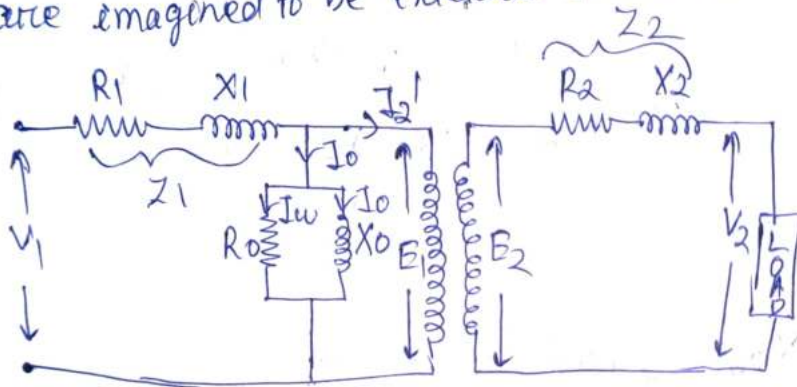 are imagined to be
Z2
R1 X1 I2' R2 X2
I0
Z1
Iw I0
V1 R0 X0 E1 E2 V2 LOAD